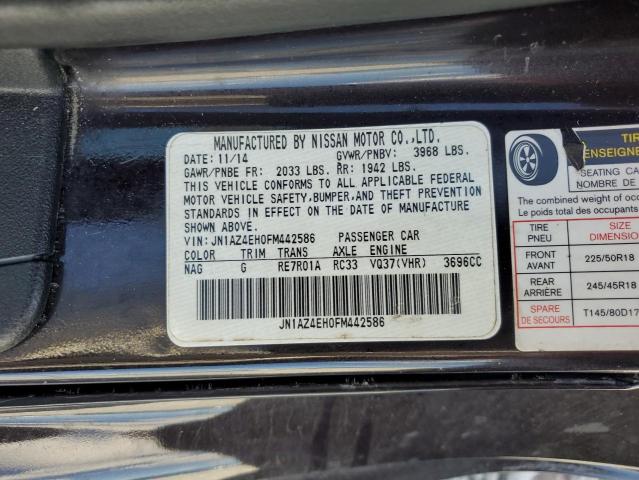 MANUFACTURED BY NISSAN MOTOR CO.,LTD.
DATE: 11/14 GVWR/PNBV: 3968 LBS.
GAWR/PNBE FR: 2033 LBS. RR: 1942 LBS.
THIS VEHICLE CONFORMS TO ALL APPLICABLE FEDERAL
MOTOR VEHICLE SAFETY,BUMPER,AND THEFT PREVENTION
STANDARDS IN EFFECT ON THE DATE OF MANUFACTURE
SHOWN ABOVE.
VIN: JN1AZ4EH0FM442586 PASSENGER CAR
COLOR TRIM TRANS AXLE ENGINE
NAG G RE7R01A RC33 VQ37(VHR) 3696CC
JN1AZ4EH0FM442586
TIR
ENSEIGNE
SEATING CA
NOMBRE DE
The combined weight of occu
Le poids total des occupants
TIRE SIZE
PNEU DIMENSIO
FRONT 225/50R18
AVANT
REAR 245/45R18
ARRIÈRE
SPARE T145/80D17
DE SECOURS